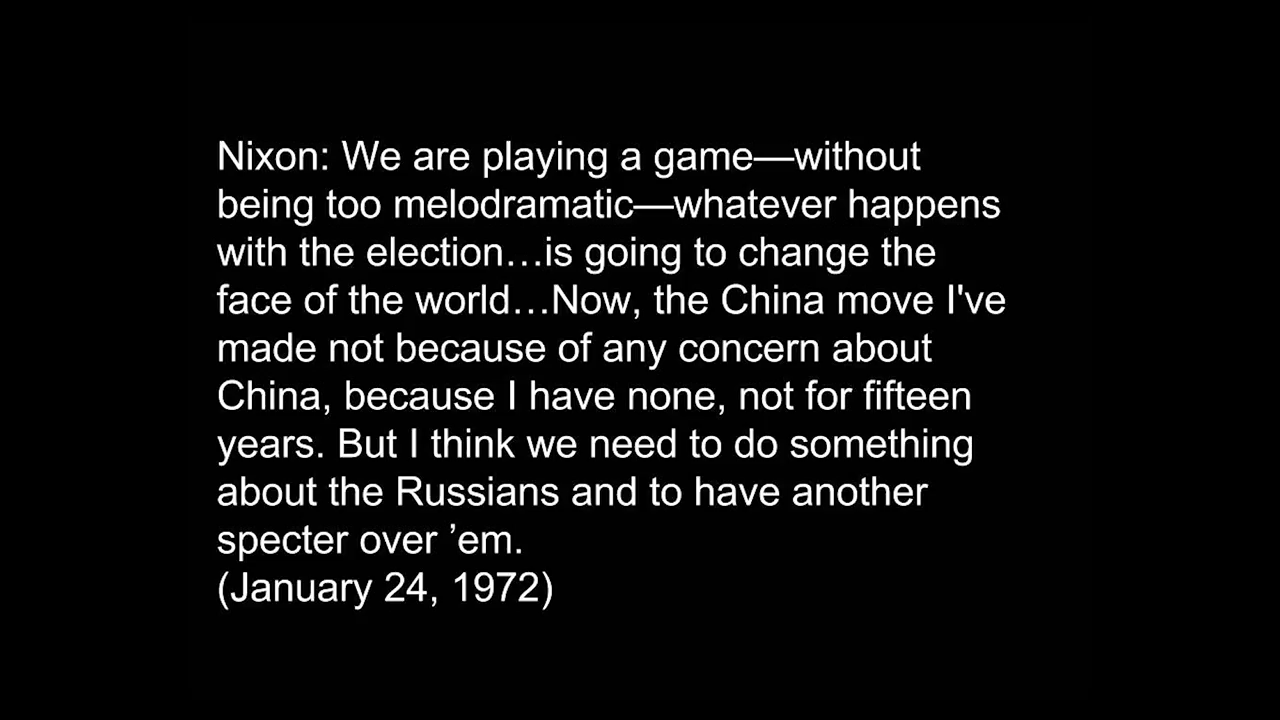 Nixon: We are playing a game—without
being too melodramatic—whatever happens
with the election…is going to change the
face of the world…Now, the China move I've
made not because of any concern about
China, because I have none, not for fifteen
years. But I think we need to do something
about the Russians and to have another
specter over ’em.
(January 24, 1972)